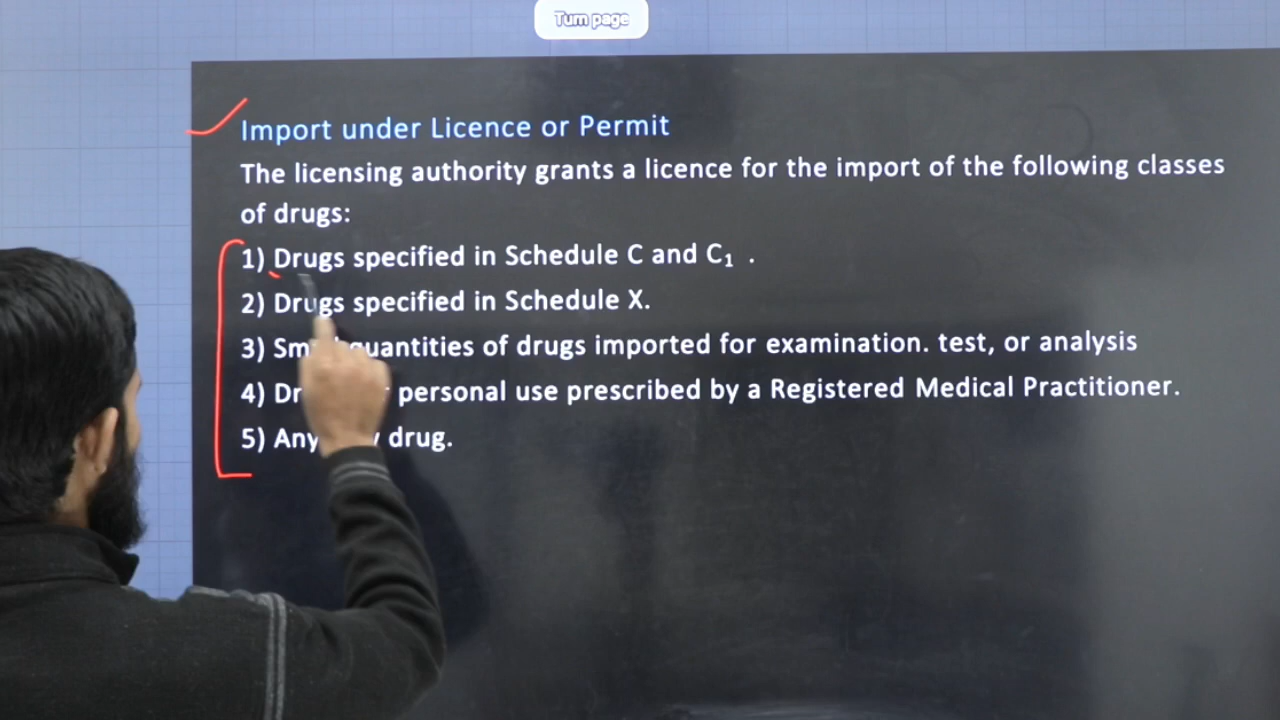 Turn page
Import under Licence or Permit
The licensing authority grants a licence for the import of the following classes
of drugs:
1) Drugs specified in Schedule C and C₁ .
2) Drugs specified in Schedule X.
3) quantities of drugs imported for examination. test, or analysis
4) personal use prescribed by a Registered Medical Practitioner.
5) Any drug.